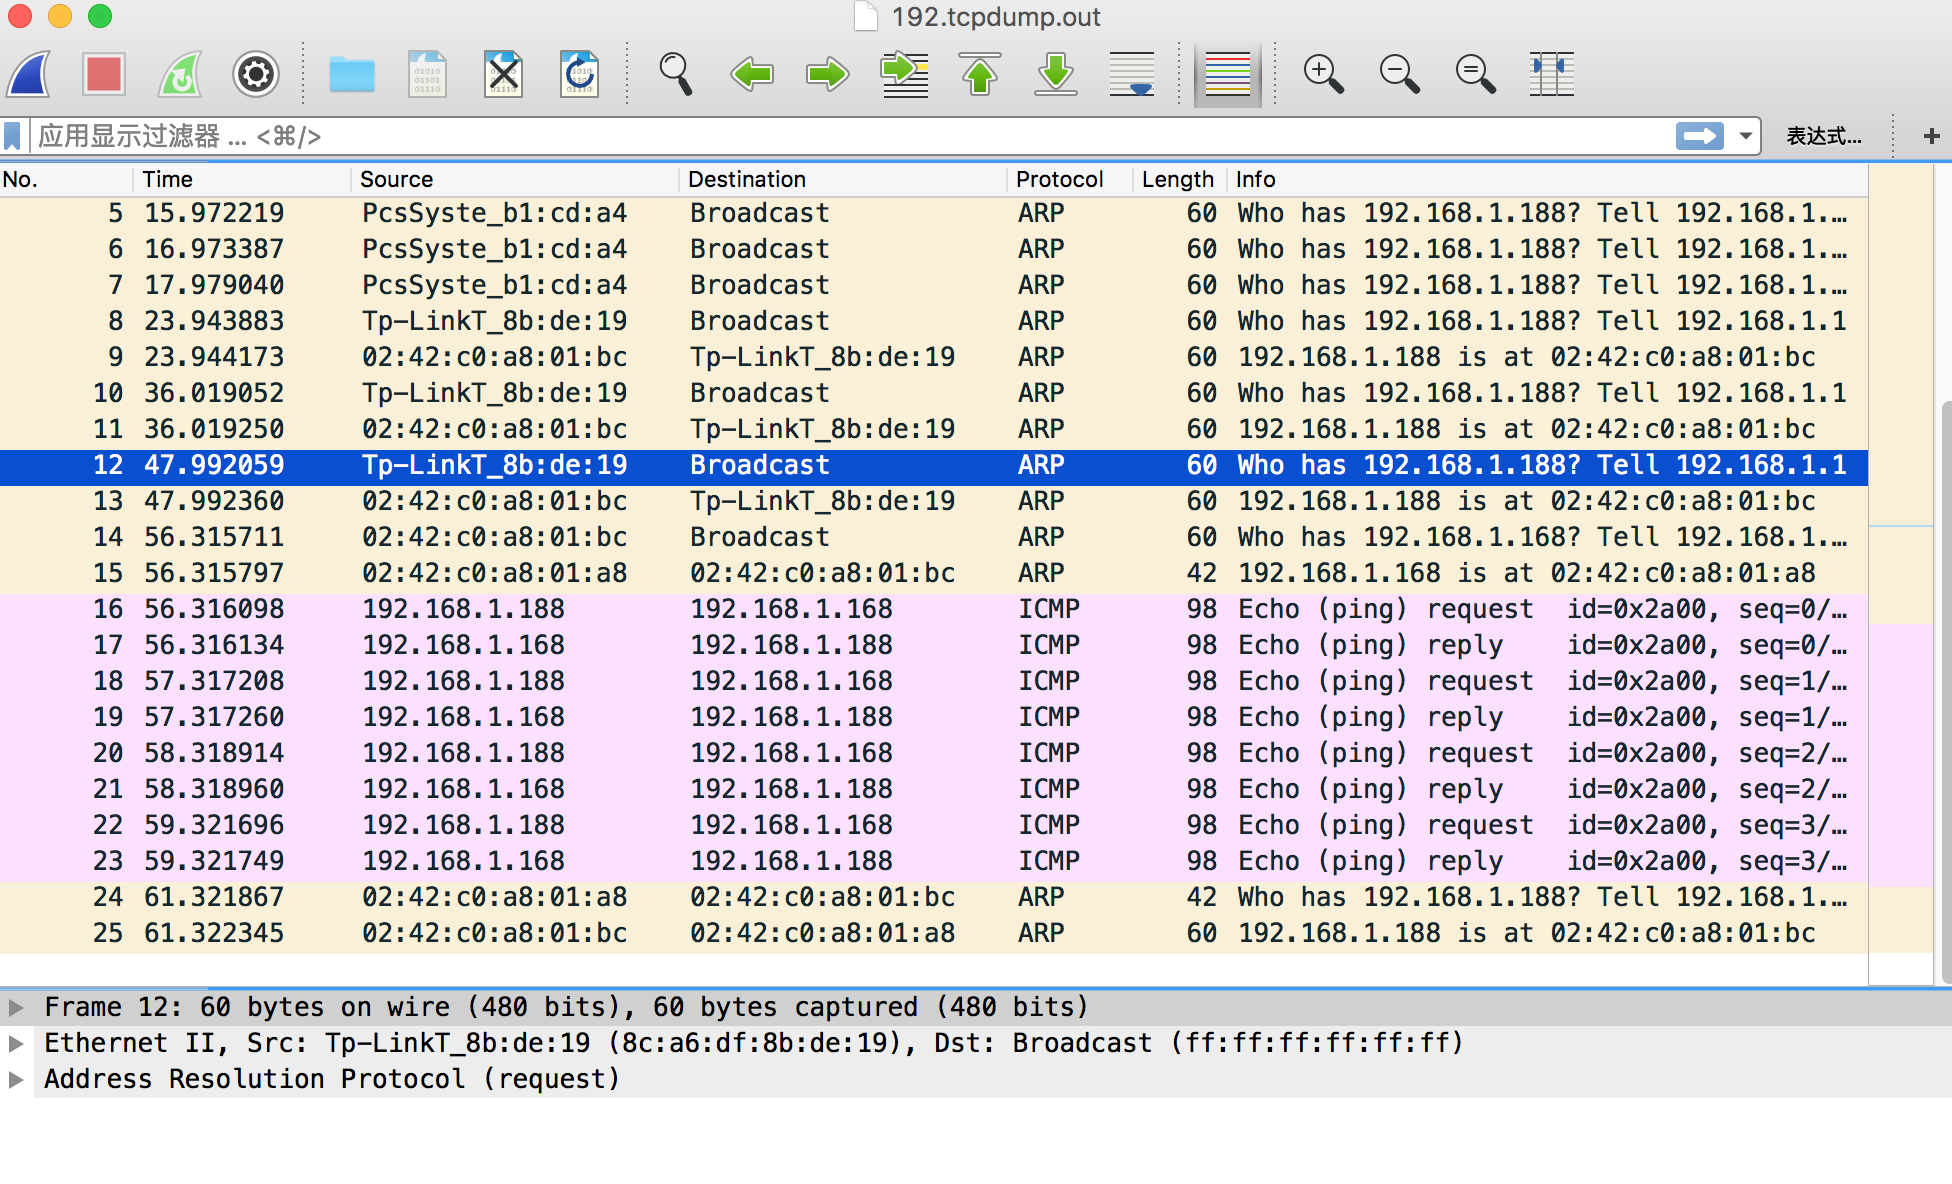 192.tcpdump.out
应用显示过滤器 … <⌘/> 表达式…  +
No. Time Source Destination Protocol Length Info
5 15.972219 PcsSyste_b1:cd:a4 Broadcast ARP 60 Who has 192.168.1.188? Tell 192.168.1.…
6 16.973387 PcsSyste_b1:cd:a4 Broadcast ARP 60 Who has 192.168.1.188? Tell 192.168.1.…
7 17.979040 PcsSyste_b1:cd:a4 Broadcast ARP 60 Who has 192.168.1.188? Tell 192.168.1.…
8 23.943883 Tp-LinkT_8b:de:19 Broadcast ARP 60 Who has 192.168.1.188? Tell 192.168.1.1
9 23.944173 02:42:c0:a8:01:bc Tp-LinkT_8b:de:19 ARP 60 192.168.1.188 is at 02:42:c0:a8:01:bc
10 36.019052 Tp-LinkT_8b:de:19 Broadcast ARP 60 Who has 192.168.1.188? Tell 192.168.1.1
11 36.019250 02:42:c0:a8:01:bc Tp-LinkT_8b:de:19 ARP 60 192.168.1.188 is at 02:42:c0:a8:01:bc
12 47.992059 Tp-LinkT_8b:de:19 Broadcast ARP 60 Who has 192.168.1.188? Tell 192.168.1.1
13 47.992360 02:42:c0:a8:01:bc Tp-LinkT_8b:de:19 ARP 60 192.168.1.188 is at 02:42:c0:a8:01:bc
14 56.315711 02:42:c0:a8:01:bc Broadcast ARP 60 Who has 192.168.1.168? Tell 192.168.1.…
15 56.315797 02:42:c0:a8:01:a8 02:42:c0:a8:01:bc ARP 42 192.168.1.168 is at 02:42:c0:a8:01:a8
16 56.316098 192.168.1.188 192.168.1.168 ICMP 98 Echo (ping) request id=0x2a00, seq=0/…
17 56.316134 192.168.1.168 192.168.1.188 ICMP 98 Echo (ping) reply id=0x2a00, seq=0/…
18 57.317208 192.168.1.188 192.168.1.168 ICMP 98 Echo (ping) request id=0x2a00, seq=1/…
19 57.317260 192.168.1.168 192.168.1.188 ICMP 98 Echo (ping) reply id=0x2a00, seq=1/…
20 58.318914 192.168.1.188 192.168.1.168 ICMP 98 Echo (ping) request id=0x2a00, seq=2/…
21 58.318960 192.168.1.168 192.168.1.188 ICMP 98 Echo (ping) reply id=0x2a00, seq=2/…
22 59.321696 192.168.1.188 192.168.1.168 ICMP 98 Echo (ping) request id=0x2a00, seq=3/…
23 59.321749 192.168.1.168 192.168.1.188 ICMP 98 Echo (ping) reply id=0x2a00, seq=3/…
24 61.321867 02:42:c0:a8:01:a8 02:42:c0:a8:01:bc ARP 42 Who has 192.168.1.188? Tell 192.168.1.…
25 61.322345 02:42:c0:a8:01:bc 02:42:c0:a8:01:a8 ARP 60 192.168.1.188 is at 02:42:c0:a8:01:bc
Frame 12: 60 bytes on wire (480 bits), 60 bytes captured (480 bits)
Ethernet II, Src: Tp-LinkT_8b:de:19 (8c:a6:df:8b:de:19), Dst: Broadcast (ff:ff:ff:ff:ff:ff)
Address Resolution Protocol (request)